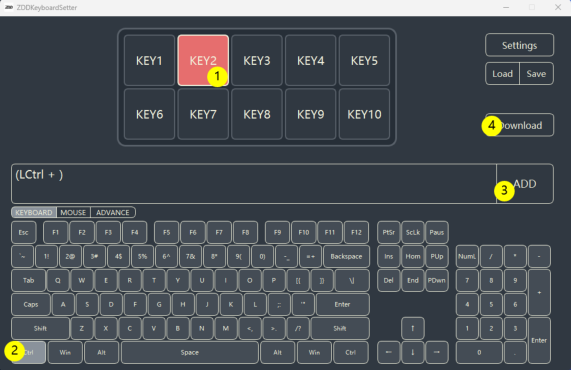 ZDD ZDDKeyboardSetter
KEY1 KEY2 KEY3 KEY4 KEY5
1
KEY6 KEY7 KEY8 KEY9 KEY10
Settings
Load Save
4 Download
(LCtrl + )
3 ADD
KEYBOARD MOUSE ADVANCE
Esc F1 F2 F3 F4 F5 F6 F7 F8 F9 F10 F11 F12 PtSr ScLk Paus
`~ 1! 2@ 3# 4$ 5% 6^ 7& 8* 9( 0) -_ =+ Backspace Ins Hom PUp NumL / * -
Tab Q W E R T Y U I O P [{ ]} \| Del End PDwn 7 8 9
Caps A S D F G H J K L ;: '" Enter 4 5 6 +
Shift Z X C V B N M <, >. /? Shift ↑ 1 2 3
2 Ctrl Win Alt Space Alt Win Ctrl ← ↓ → 0 . Enter